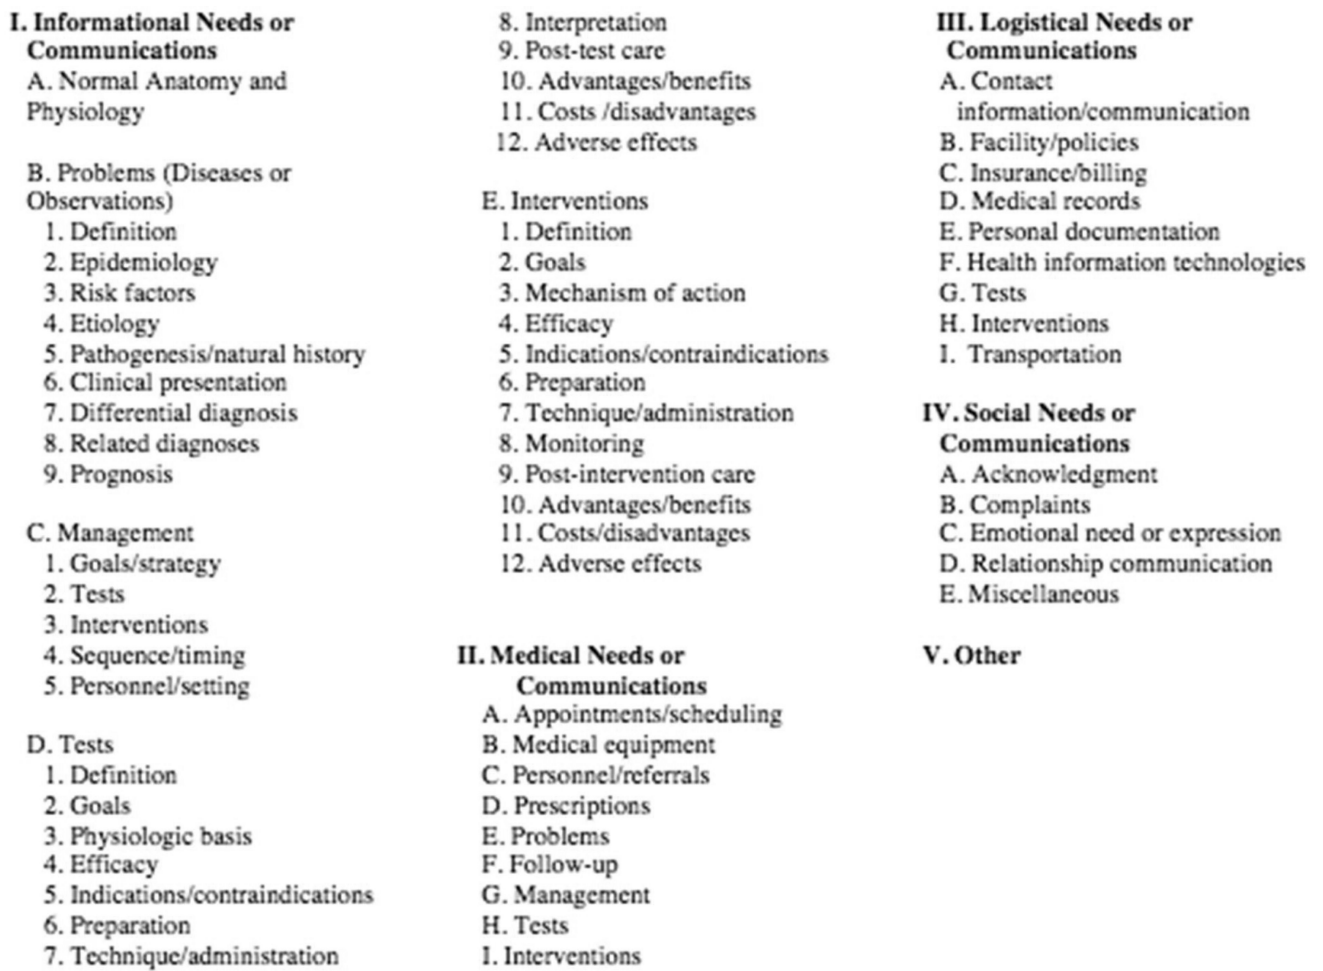 I. Informational Needs or
Communications
A. Normal Anatomy and
Physiology
B. Problems (Diseases or
Observations)
1. Definition
2. Epidemiology
3. Risk factors
4. Etiology
5. Pathogenesis/natural history
6. Clinical presentation
7. Differential diagnosis
8. Related diagnoses
9. Prognosis
C. Management
1. Goals/strategy
2. Tests
3. Interventions
4. Sequence/timing
5. Personnel/setting
D. Tests
1. Definition
2. Goals
3. Physiologic basis
4. Efficacy
5. Indications/contraindications
6. Preparation
7. Technique/administration
8. Interpretation
9. Post-test care
10. Advantages/benefits
11. Costs /disadvantages
12. Adverse effects
E. Interventions
1. Definition
2. Goals
3. Mechanism of action
4. Efficacy
5. Indications/contraindications
6. Preparation
7. Technique/administration
8. Monitoring
9. Post-intervention care
10. Advantages/benefits
11. Costs/disadvantages
12. Adverse effects
II. Medical Needs or
Communications
A. Appointments/scheduling
B. Medical equipment
C. Personnel/referrals
D. Prescriptions
E. Problems
F. Follow-up
G. Management
H. Tests
I. Interventions
III. Logistical Needs or
Communications
A. Contact
information/communication
B. Facility/policies
C. Insurance/billing
D. Medical records
E. Personal documentation
F. Health information technologies
G. Tests
H. Interventions
I. Transportation
IV. Social Needs or
Communications
A. Acknowledgment
B. Complaints
C. Emotional need or expression
D. Relationship communication
E. Miscellaneous
V. Other